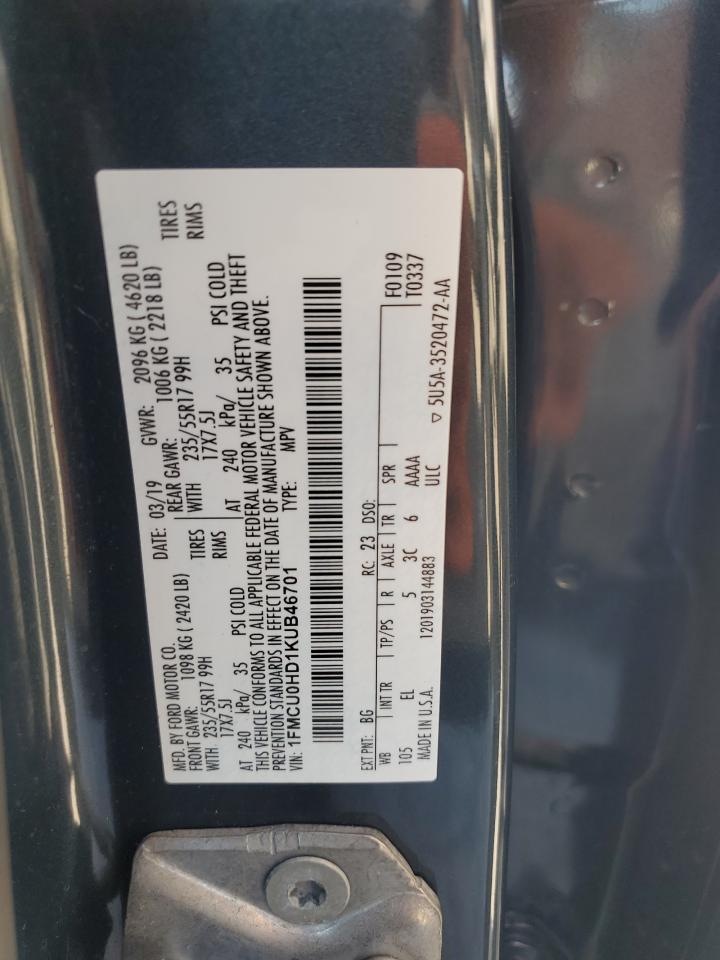 MFD. BY FORD MOTOR CO. DATE: 03/19 GVWR: 2096 KG ( 4620 LB)
FRONT GAWR: 1098 KG ( 2420 LB) REAR GAWR: 1006 KG ( 2218 LB)
WITH 235/55R17 99H TIRES WITH 235/55R17 99H TIRES
17X7.5J RIMS 17X7.5J RIMS
AT 240 kPa/ 35 PSI COLD AT 240 kPa/ 35 PSI COLD
THIS VEHICLE CONFORMS TO ALL APPLICABLE FEDERAL MOTOR VEHICLE SAFETY AND THEFT
PREVENTION STANDARDS IN EFFECT ON THE DATE OF MANUFACTURE SHOWN ABOVE.
VIN: 1FMCU0HD1KUB46701 TYPE: MPV
EXT PNT: BG RC: 23 DSO: F0109
WB INT TR TP/PS R AXLE TR SPR T0337
105 EL 5 3C 6 AAAA
MADE IN U.S.A. 1201903144883 ULC ▽ 5U5A-3520472-AA